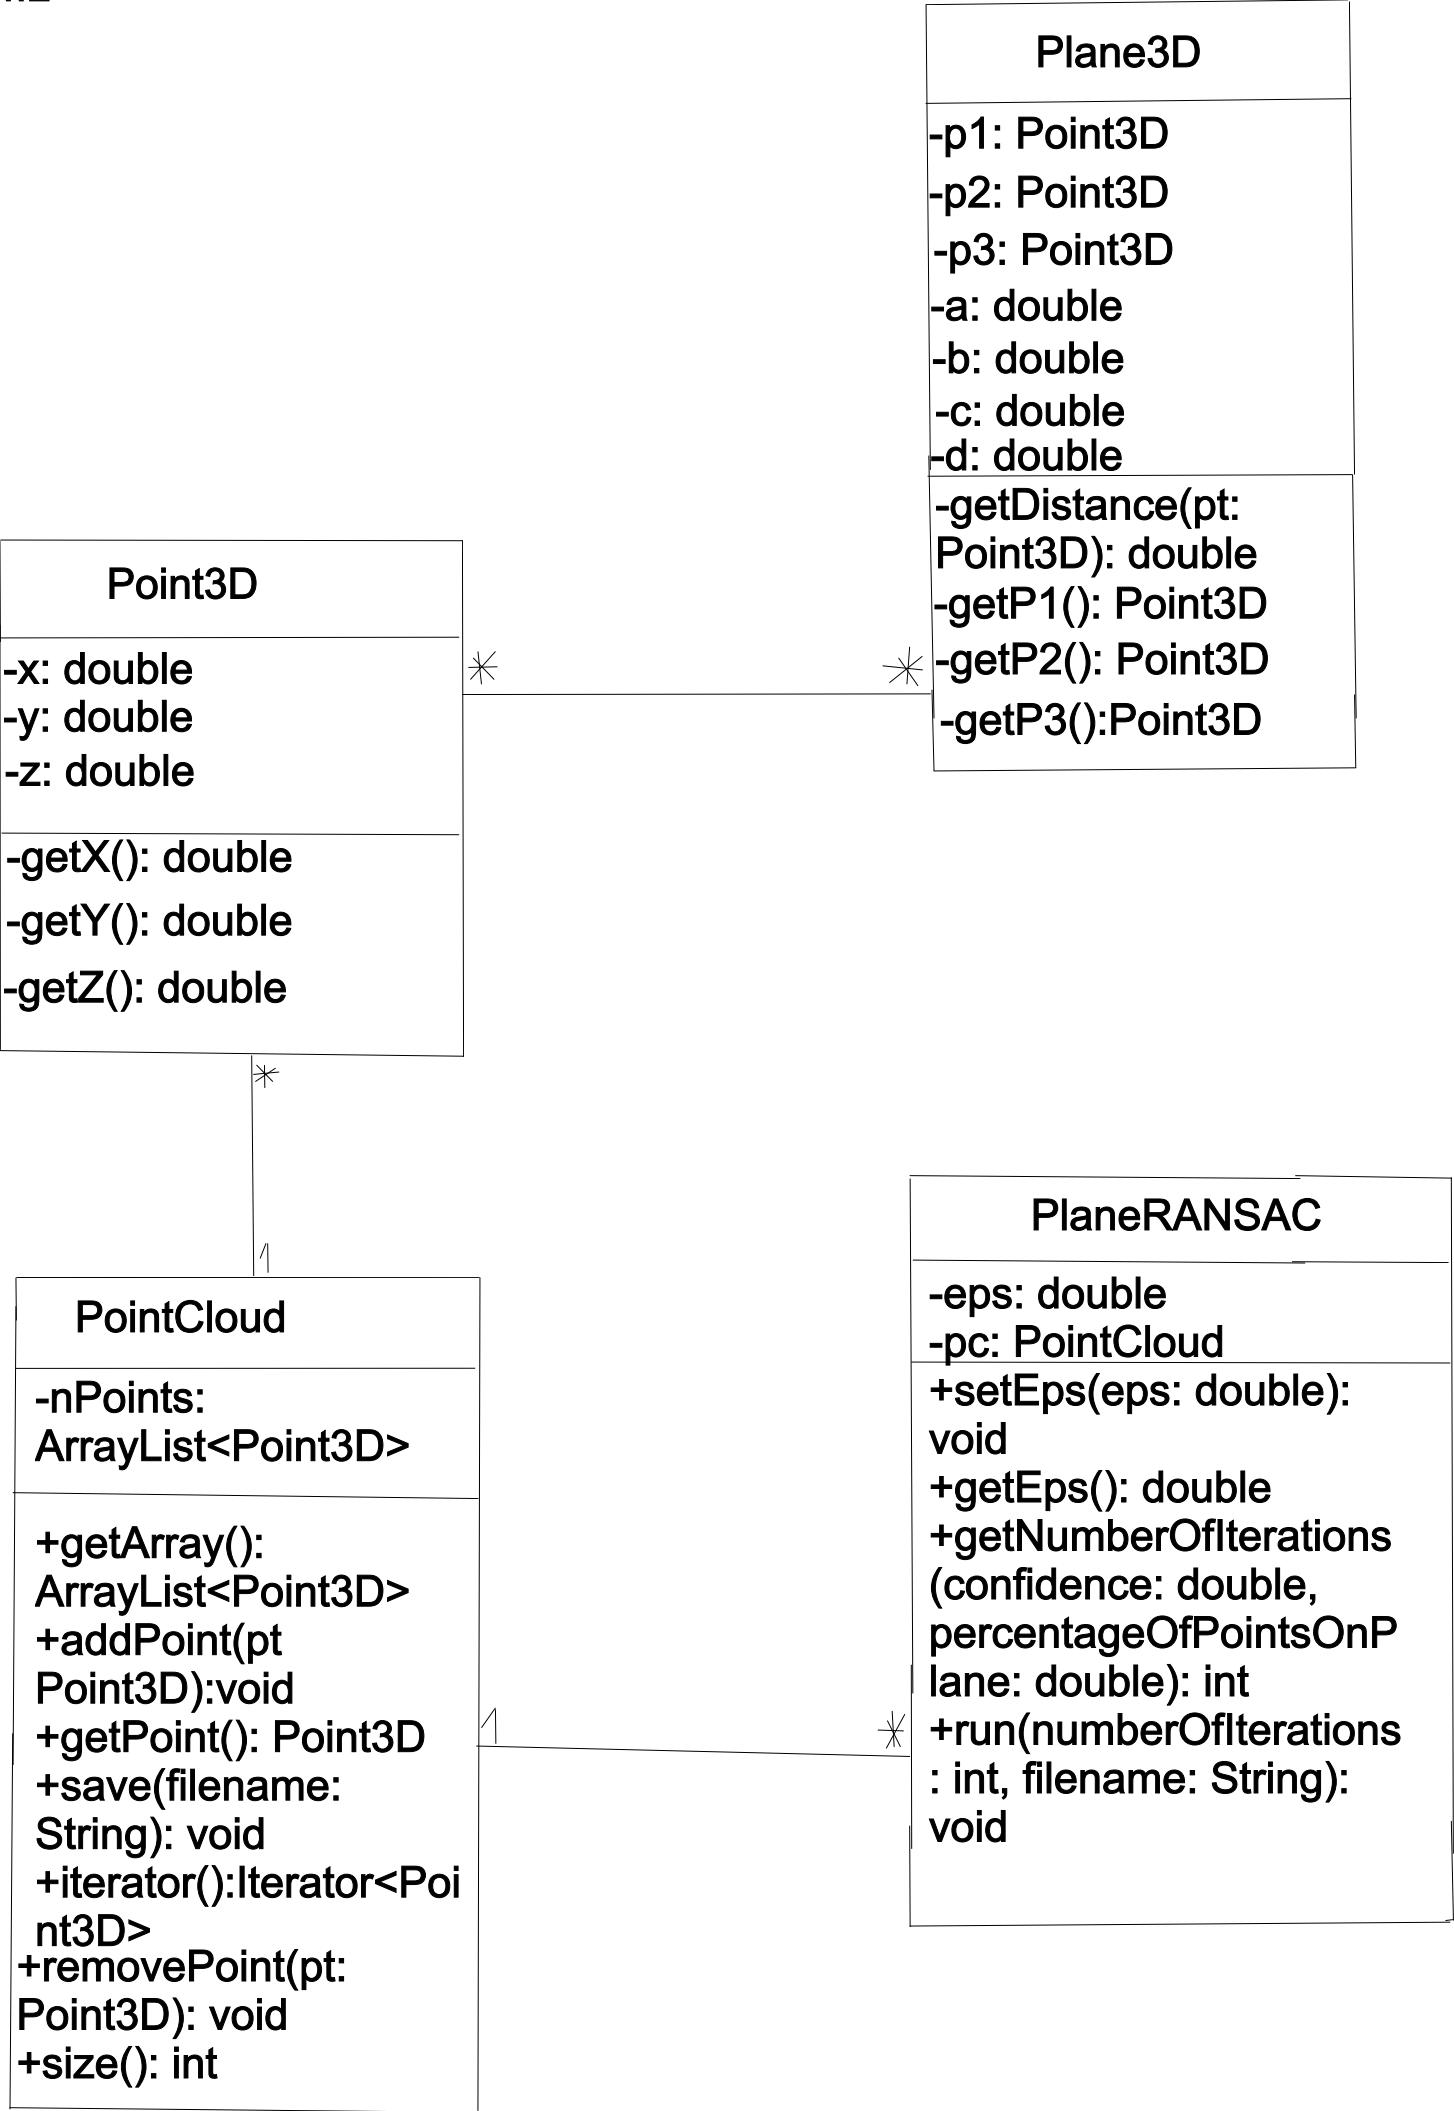 Plane3D
-p1: Point3D
-p2: Point3D
-p3: Point3D
-a: double
-b: double
-c: double
-d: double
-getDistance(pt:
Point3D): double
-getP1(): Point3D
-getP2(): Point3D
-getP3():Point3D
Point3D
-x: double
-y: double
-z: double
-getX(): double
-getY(): double
-getZ(): double
*
*
*
1
PointCloud
-nPoints:
ArrayList<Point3D>
+getArray():
ArrayList<Point3D>
+addPoint(pt
Point3D):void
+getPoint(): Point3D
+save(filename:
String): void
+iterator():Iterator<Poi
nt3D>
+removePoint(pt:
Point3D): void
+size(): int
1
*
PlaneRANSAC
-eps: double
-pc: PointCloud
+setEps(eps: double):
void
+getEps(): double
+getNumberOfIterations
(confidence: double,
percentageOfPointsOnP
lane: double): int
+run(numberOfIterations
: int, filename: String):
void